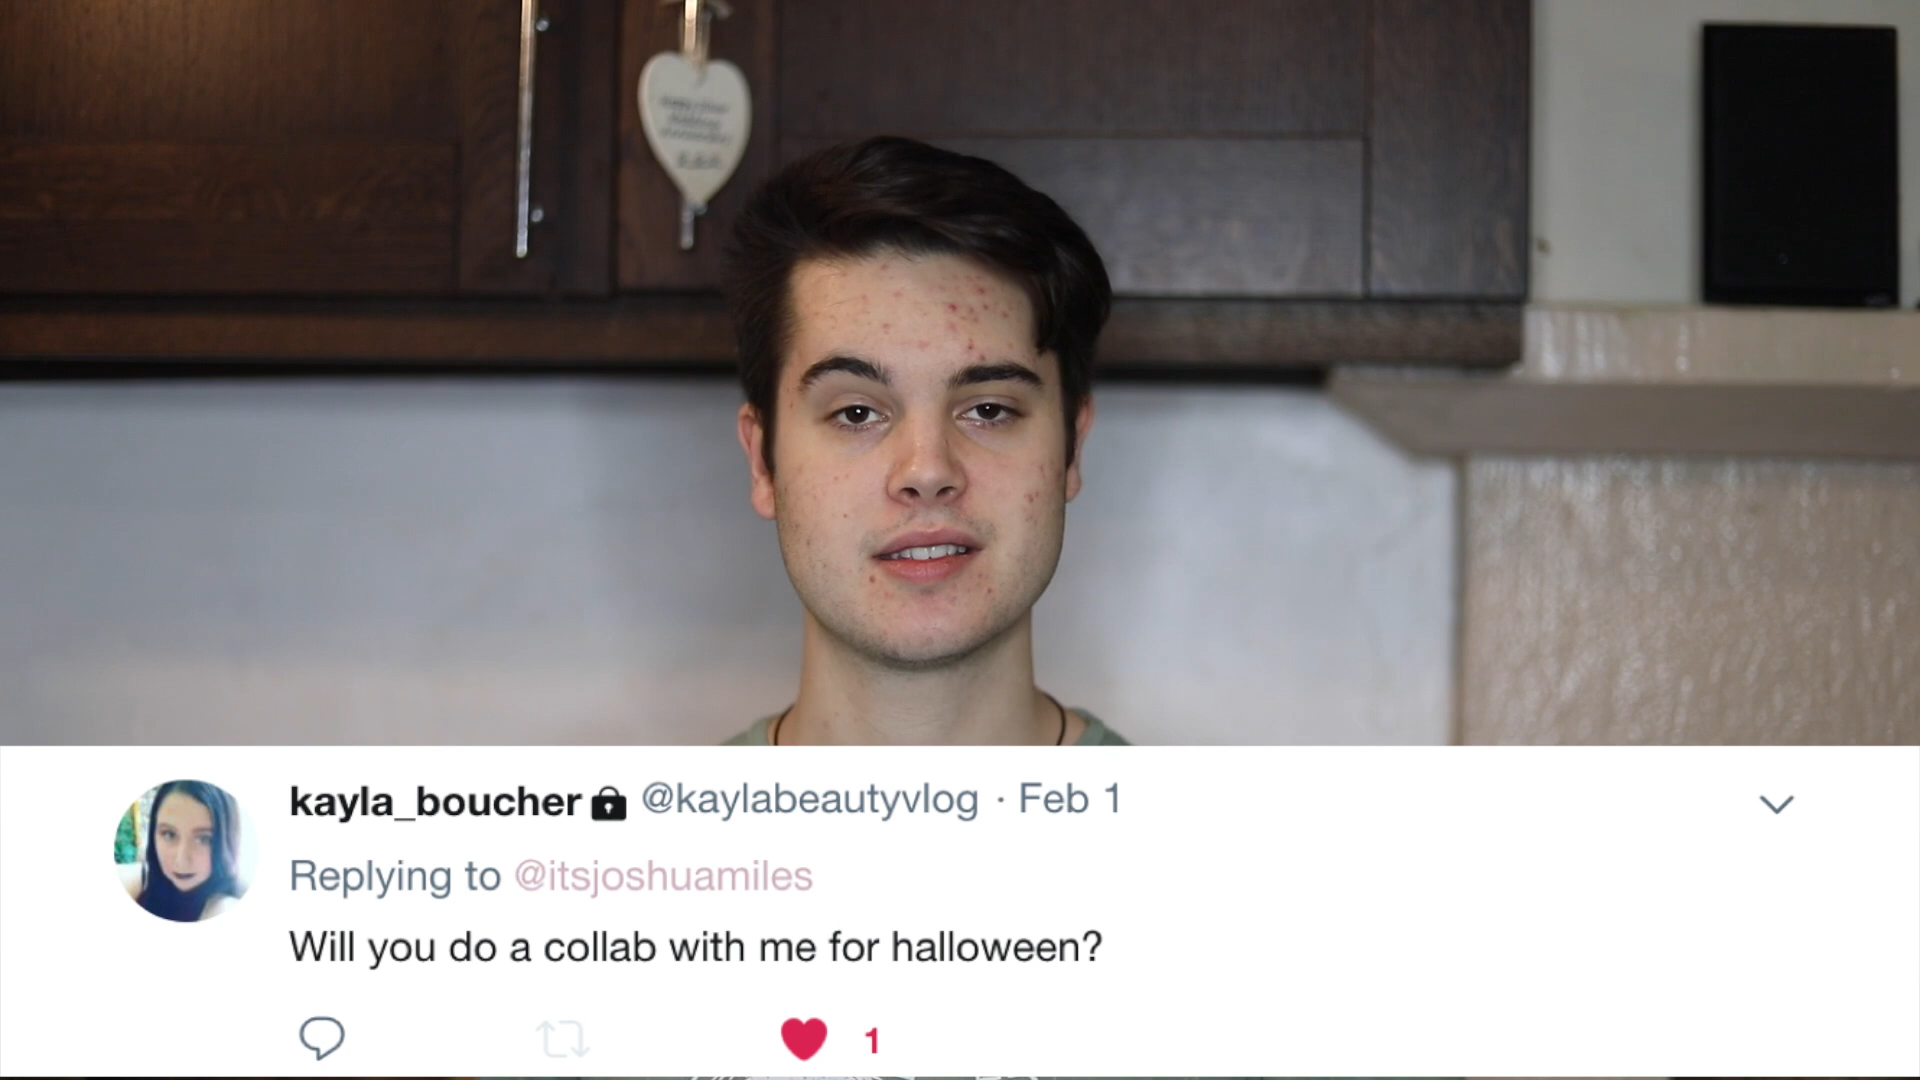 kayla_boucher @kaylabeautyvlog · Feb 1
Replying to @itsjoshuamiles
Will you do a collab with me for halloween?
1